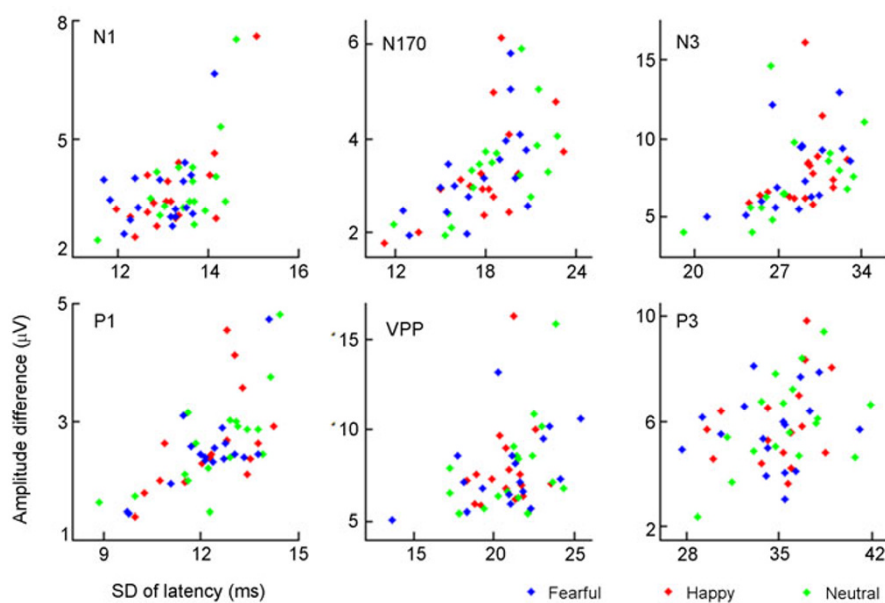 8
N1
5
2
12 14 16
6
N170
4
2
12 18 24
15
N3
10
5
20 27 34
5
P1
3
1
9 12 15
15
VPP
10
5
15 20 25
10
P3
6
2
28 35 42
Amplitude difference (μV)
SD of latency (ms)
Fearful Happy Neutral